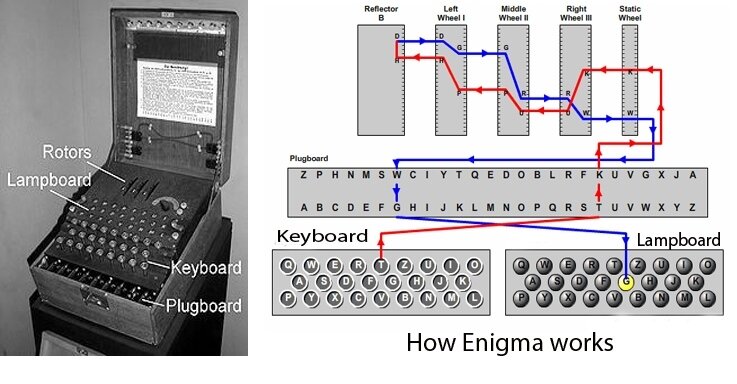 Rotors
Lampboard
Keyboard
Plugboard
Reflector
B
Left
Wheel I
Middle
Wheel II
Right
Wheel III
Static
Wheel
D D G G
H H
K K
P P R R
W W
Plugboard
Z P H N M S W C I Y T Q E D O B L R F K U V G X J A
A B C D E F G H I J K L M N O P Q R S T U V W X Y Z
Keyboard
Q W E R T Z U I O
A S D F G H J K
P Y X C V B N M L
Lampboard
Q W E R T Z U I O
A S D F G H J K
P Y X C V B N M L
How Enigma works